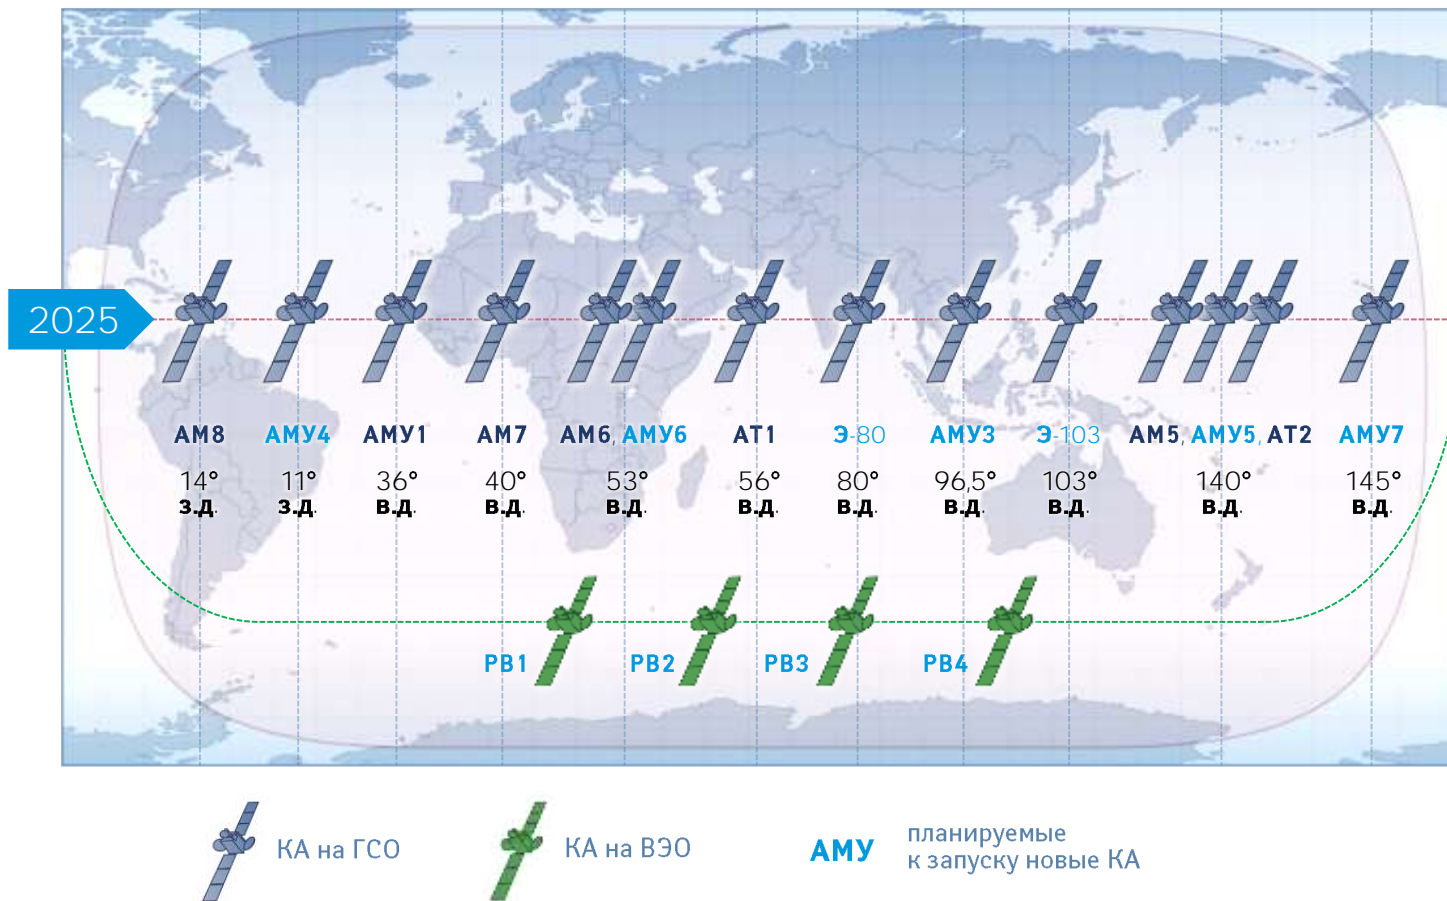 2025
АМ8 АМУ4 АМУ1 АМ7 АМ6, АМУ6 АТ1 Э-80 АМУ3 Э-103 АМ5, АМУ5, АТ2 АМУ7
14° 11° 36° 40° 53° 56° 80° 96,5° 103° 140° 145°
з.д. з.д. в.д. в.д. в.д. в.д. в.д. в.д. в.д. в.д. в.д.
РВ1 РВ2 РВ3 РВ4
КА на ГСО
КА на ВЭО
АМУ
планируемые
к запуску новые КА